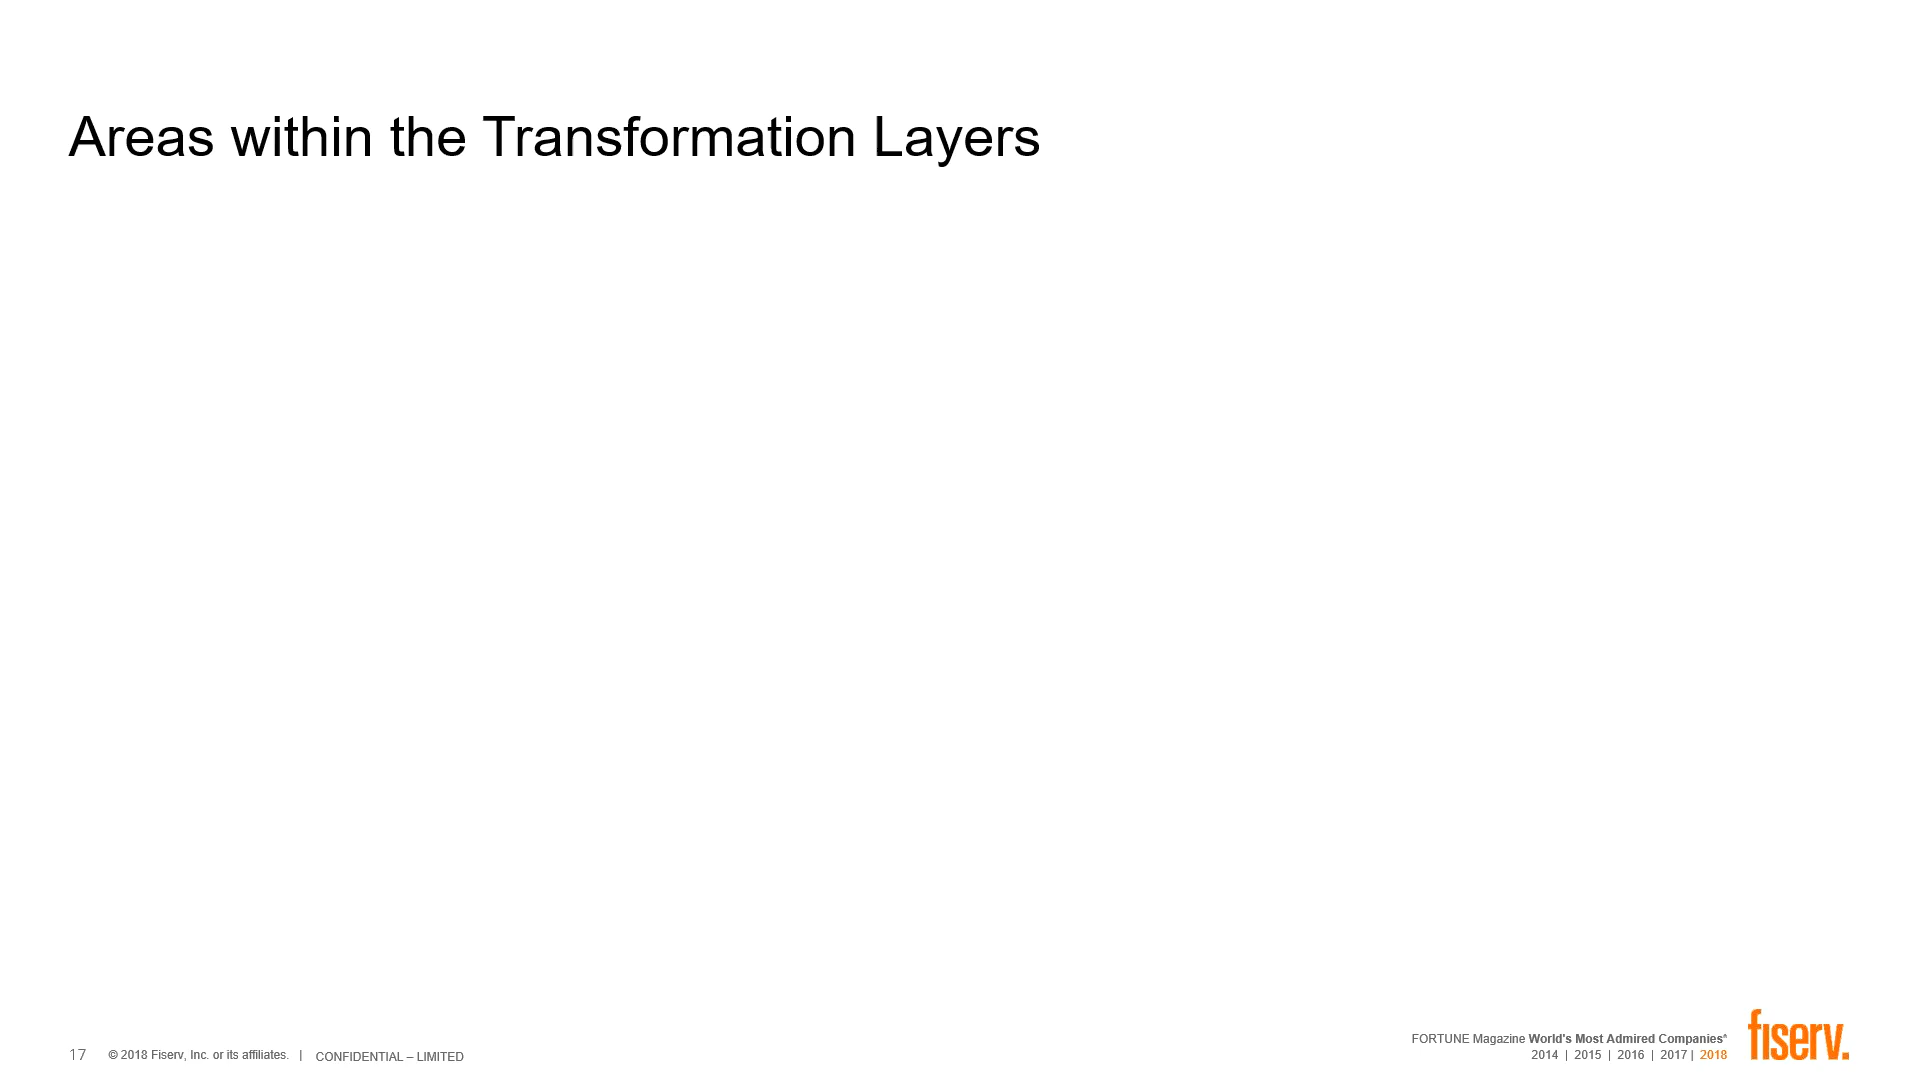 Areas within the Transformation Layers
17 © 2018 Fiserv, Inc. or its affiliates. | CONFIDENTIAL – LIMITED
FORTUNE Magazine World's Most Admired Companies®
2014 | 2015 | 2016 | 2017 | 2018
fiserv.